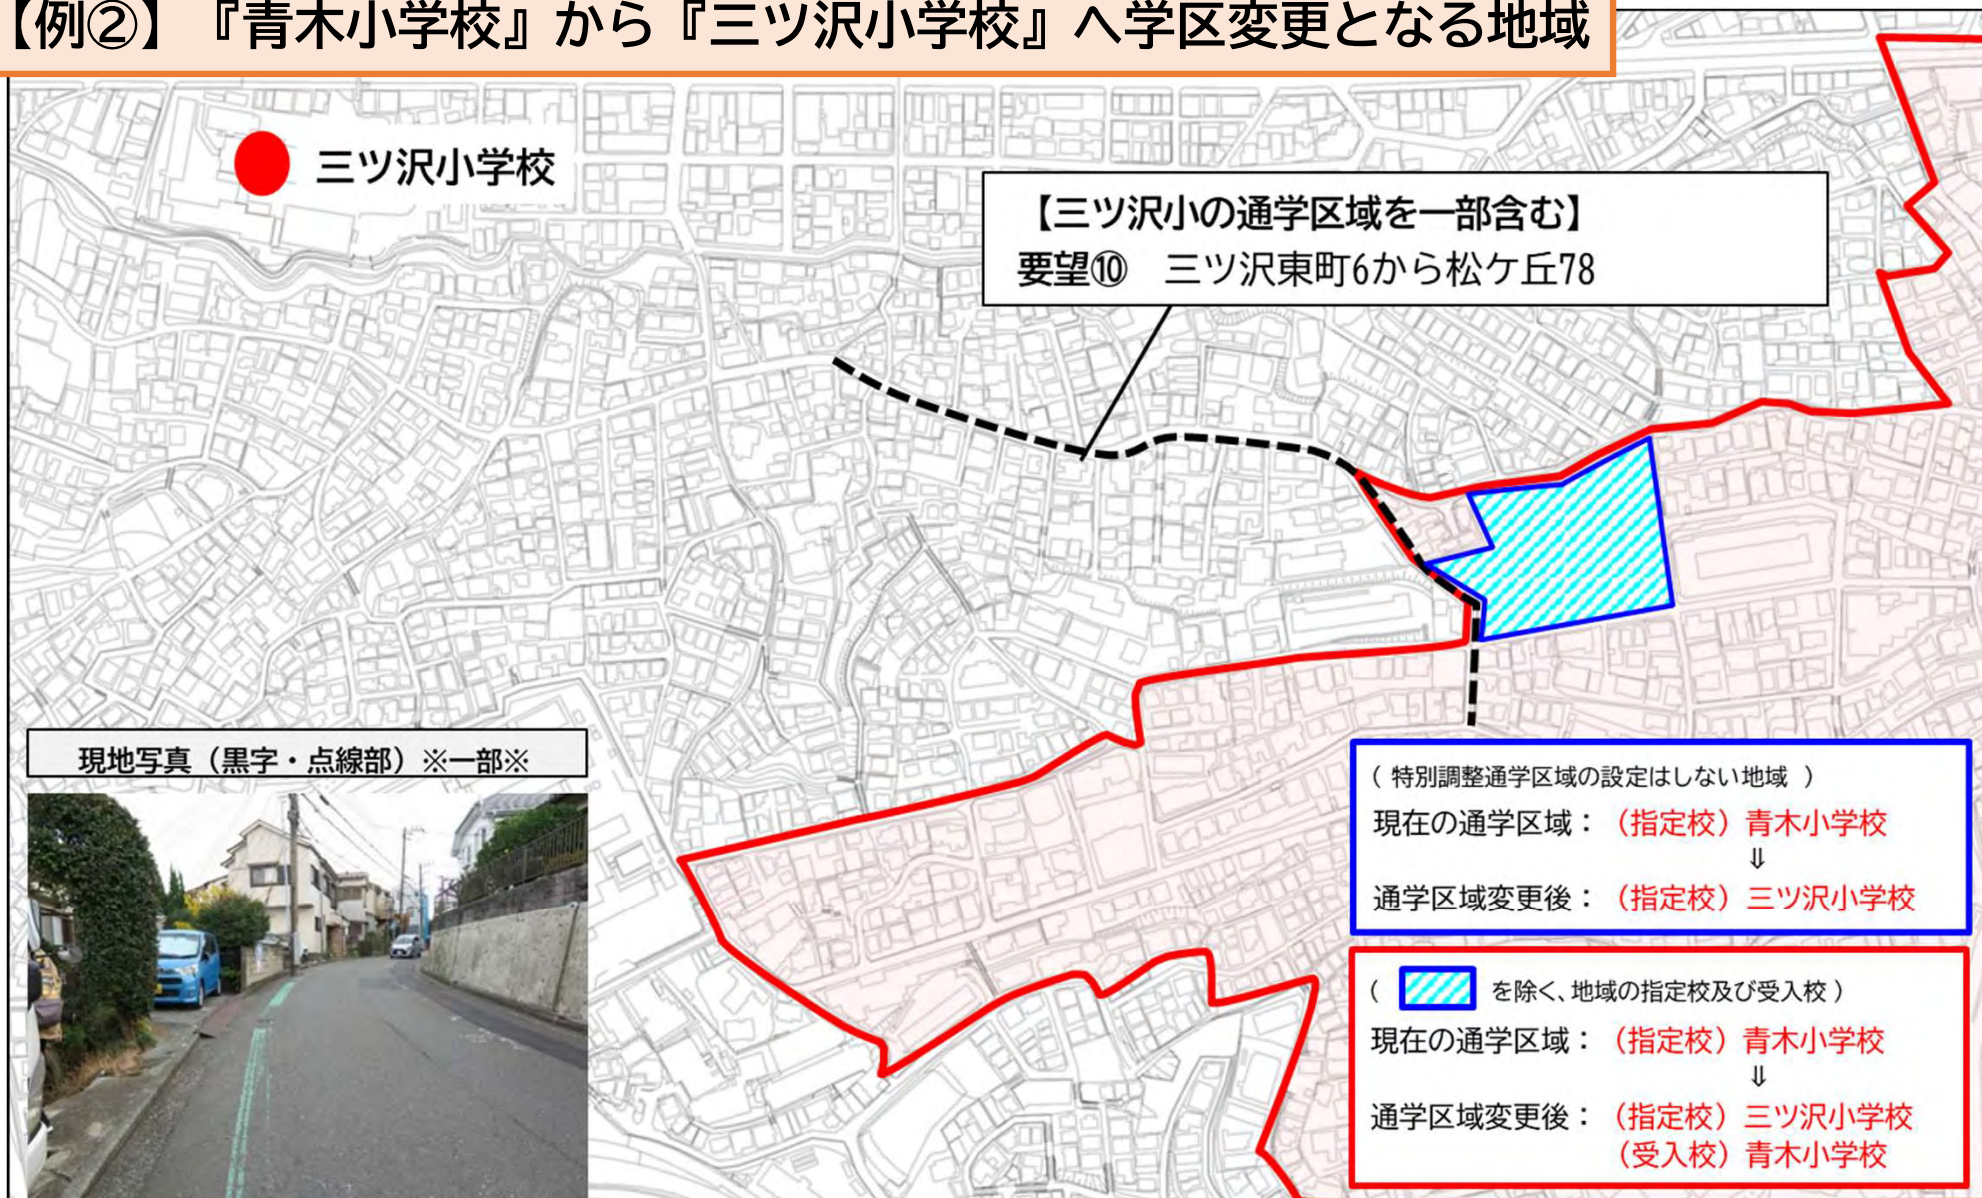 【例②】『青木小学校』から『三ツ沢小学校』へ学区変更となる地域
三ツ沢小学校
【三ツ沢小の通学区域を一部含む】
要望⑩　三ツ沢東町6から松ケ丘78
現地写真（黒字・点線部）※一部※
（ 特別調整通学区域の設定はしない地域 ）
現在の通学区域：（指定校）青木小学校
⇓
通学区域変更後：（指定校）三ツ沢小学校
（ を除く、地域の指定校及び受入校 ）
現在の通学区域：（指定校）青木小学校
⇓
通学区域変更後：（指定校）三ツ沢小学校
（受入校）青木小学校